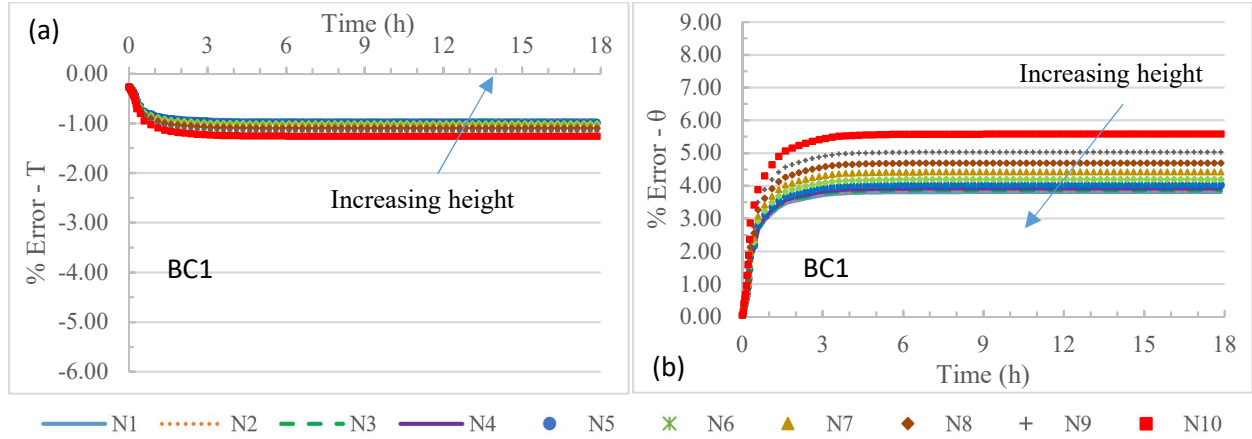 (a)
Time (h)
0 3 6 9 12 15 18
0.00
-1.00
-2.00
-3.00
-4.00
-5.00
-6.00
% Error - T
Increasing height
BC1
9.00
8.00
7.00
6.00
5.00
4.00
3.00
2.00
1.00
0.00
% Error - θ
Increasing height
BC1
0 3 6 9 12 15 18
(b)
Time (h)
N1 N2 N3 N4 N5 N6 N7 N8 N9 N10